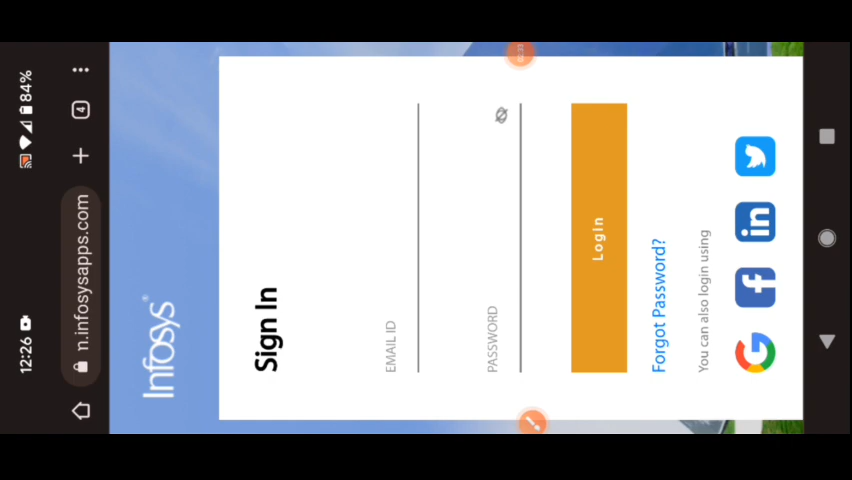 12:26 84%
n.infosysapps.com 4
Infosys®
Sign In
EMAIL ID
PASSWORD
LogIn
Forgot Password?
You can also login using
in